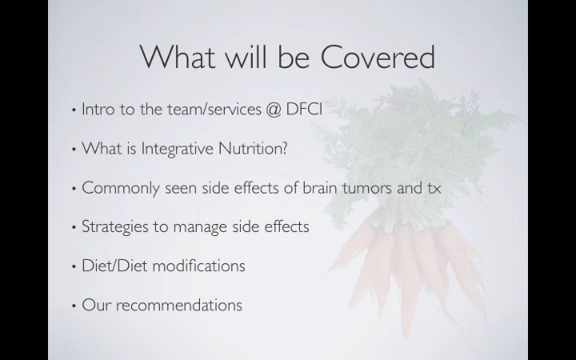 What will be Covered
• Intro to the team/services @ DFCI
• What is Integrative Nutrition?
• Commonly seen side effects of brain tumors and tx
• Strategies to manage side effects
• Diet/Diet modifications
• Our recommendations